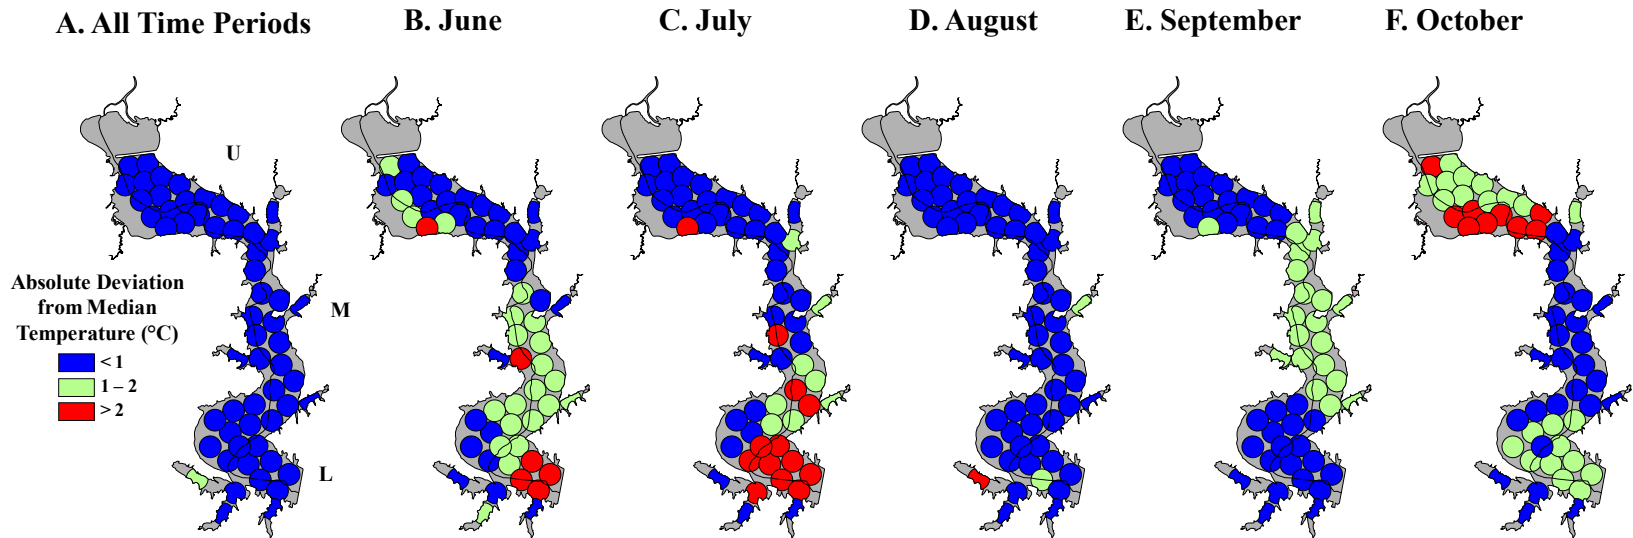 A. All Time Periods
B. June
C. July
D. August
E. September
F. October
U
M
L
Absolute Deviation
from Median
Temperature (°C)
< 1
1 – 2
> 2